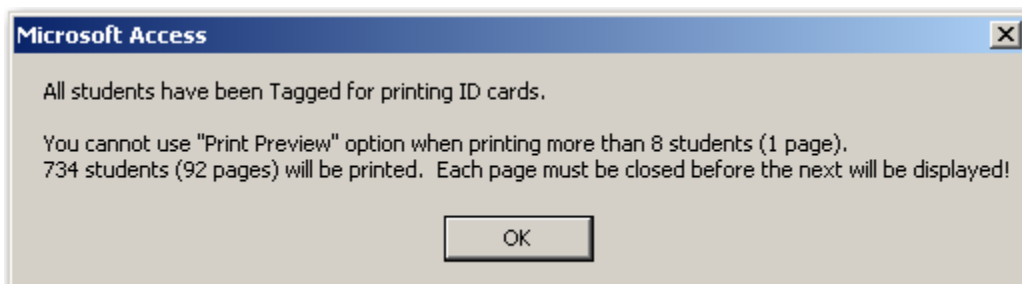 Microsoft Access
All students have been Tagged for printing ID cards.
You cannot use "Print Preview" option when printing more than 8 students (1 page).
734 students (92 pages) will be printed.  Each page must be closed before the next will be displayed!
OK